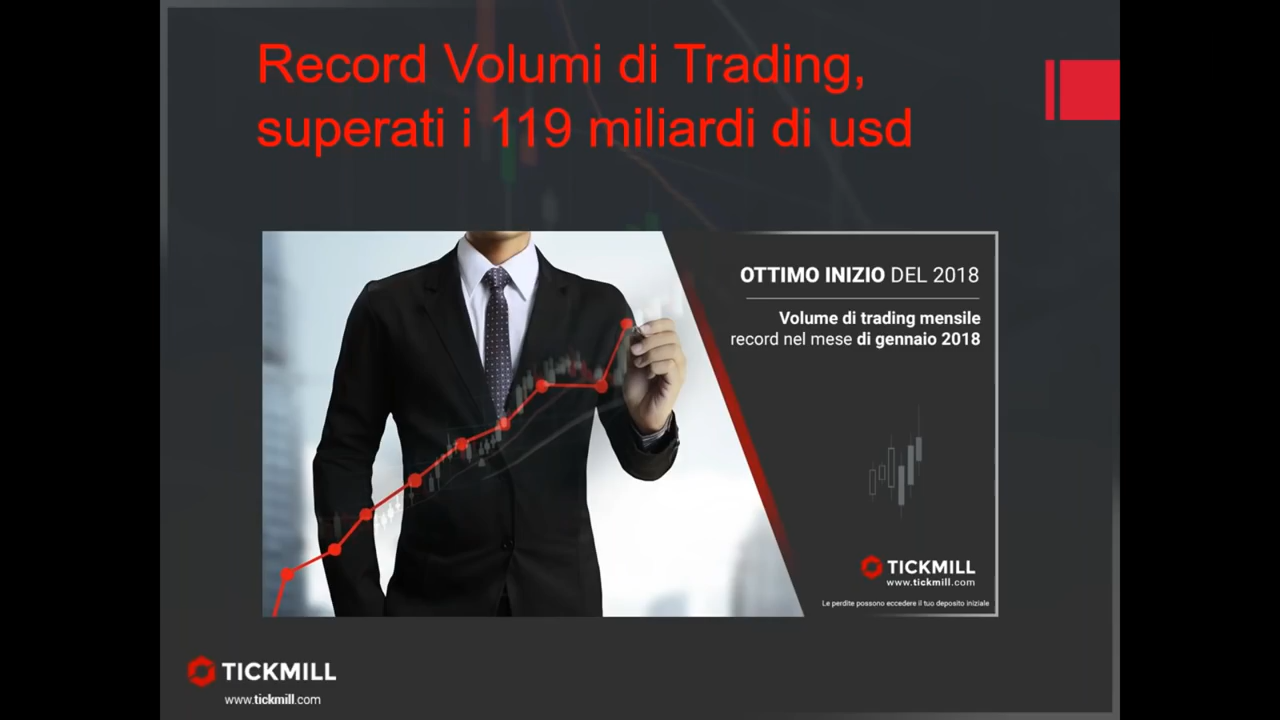 Record Volumi di Trading,
superati i 119 miliardi di usd
OTTIMO INIZIO DEL 2018
Volume di trading mensile
record nel mese di gennaio 2018
TICKMILL
www.tickmill.com
Le perdite possono eccedere il tuo deposito iniziale
TICKMILL
www.tickmill.com